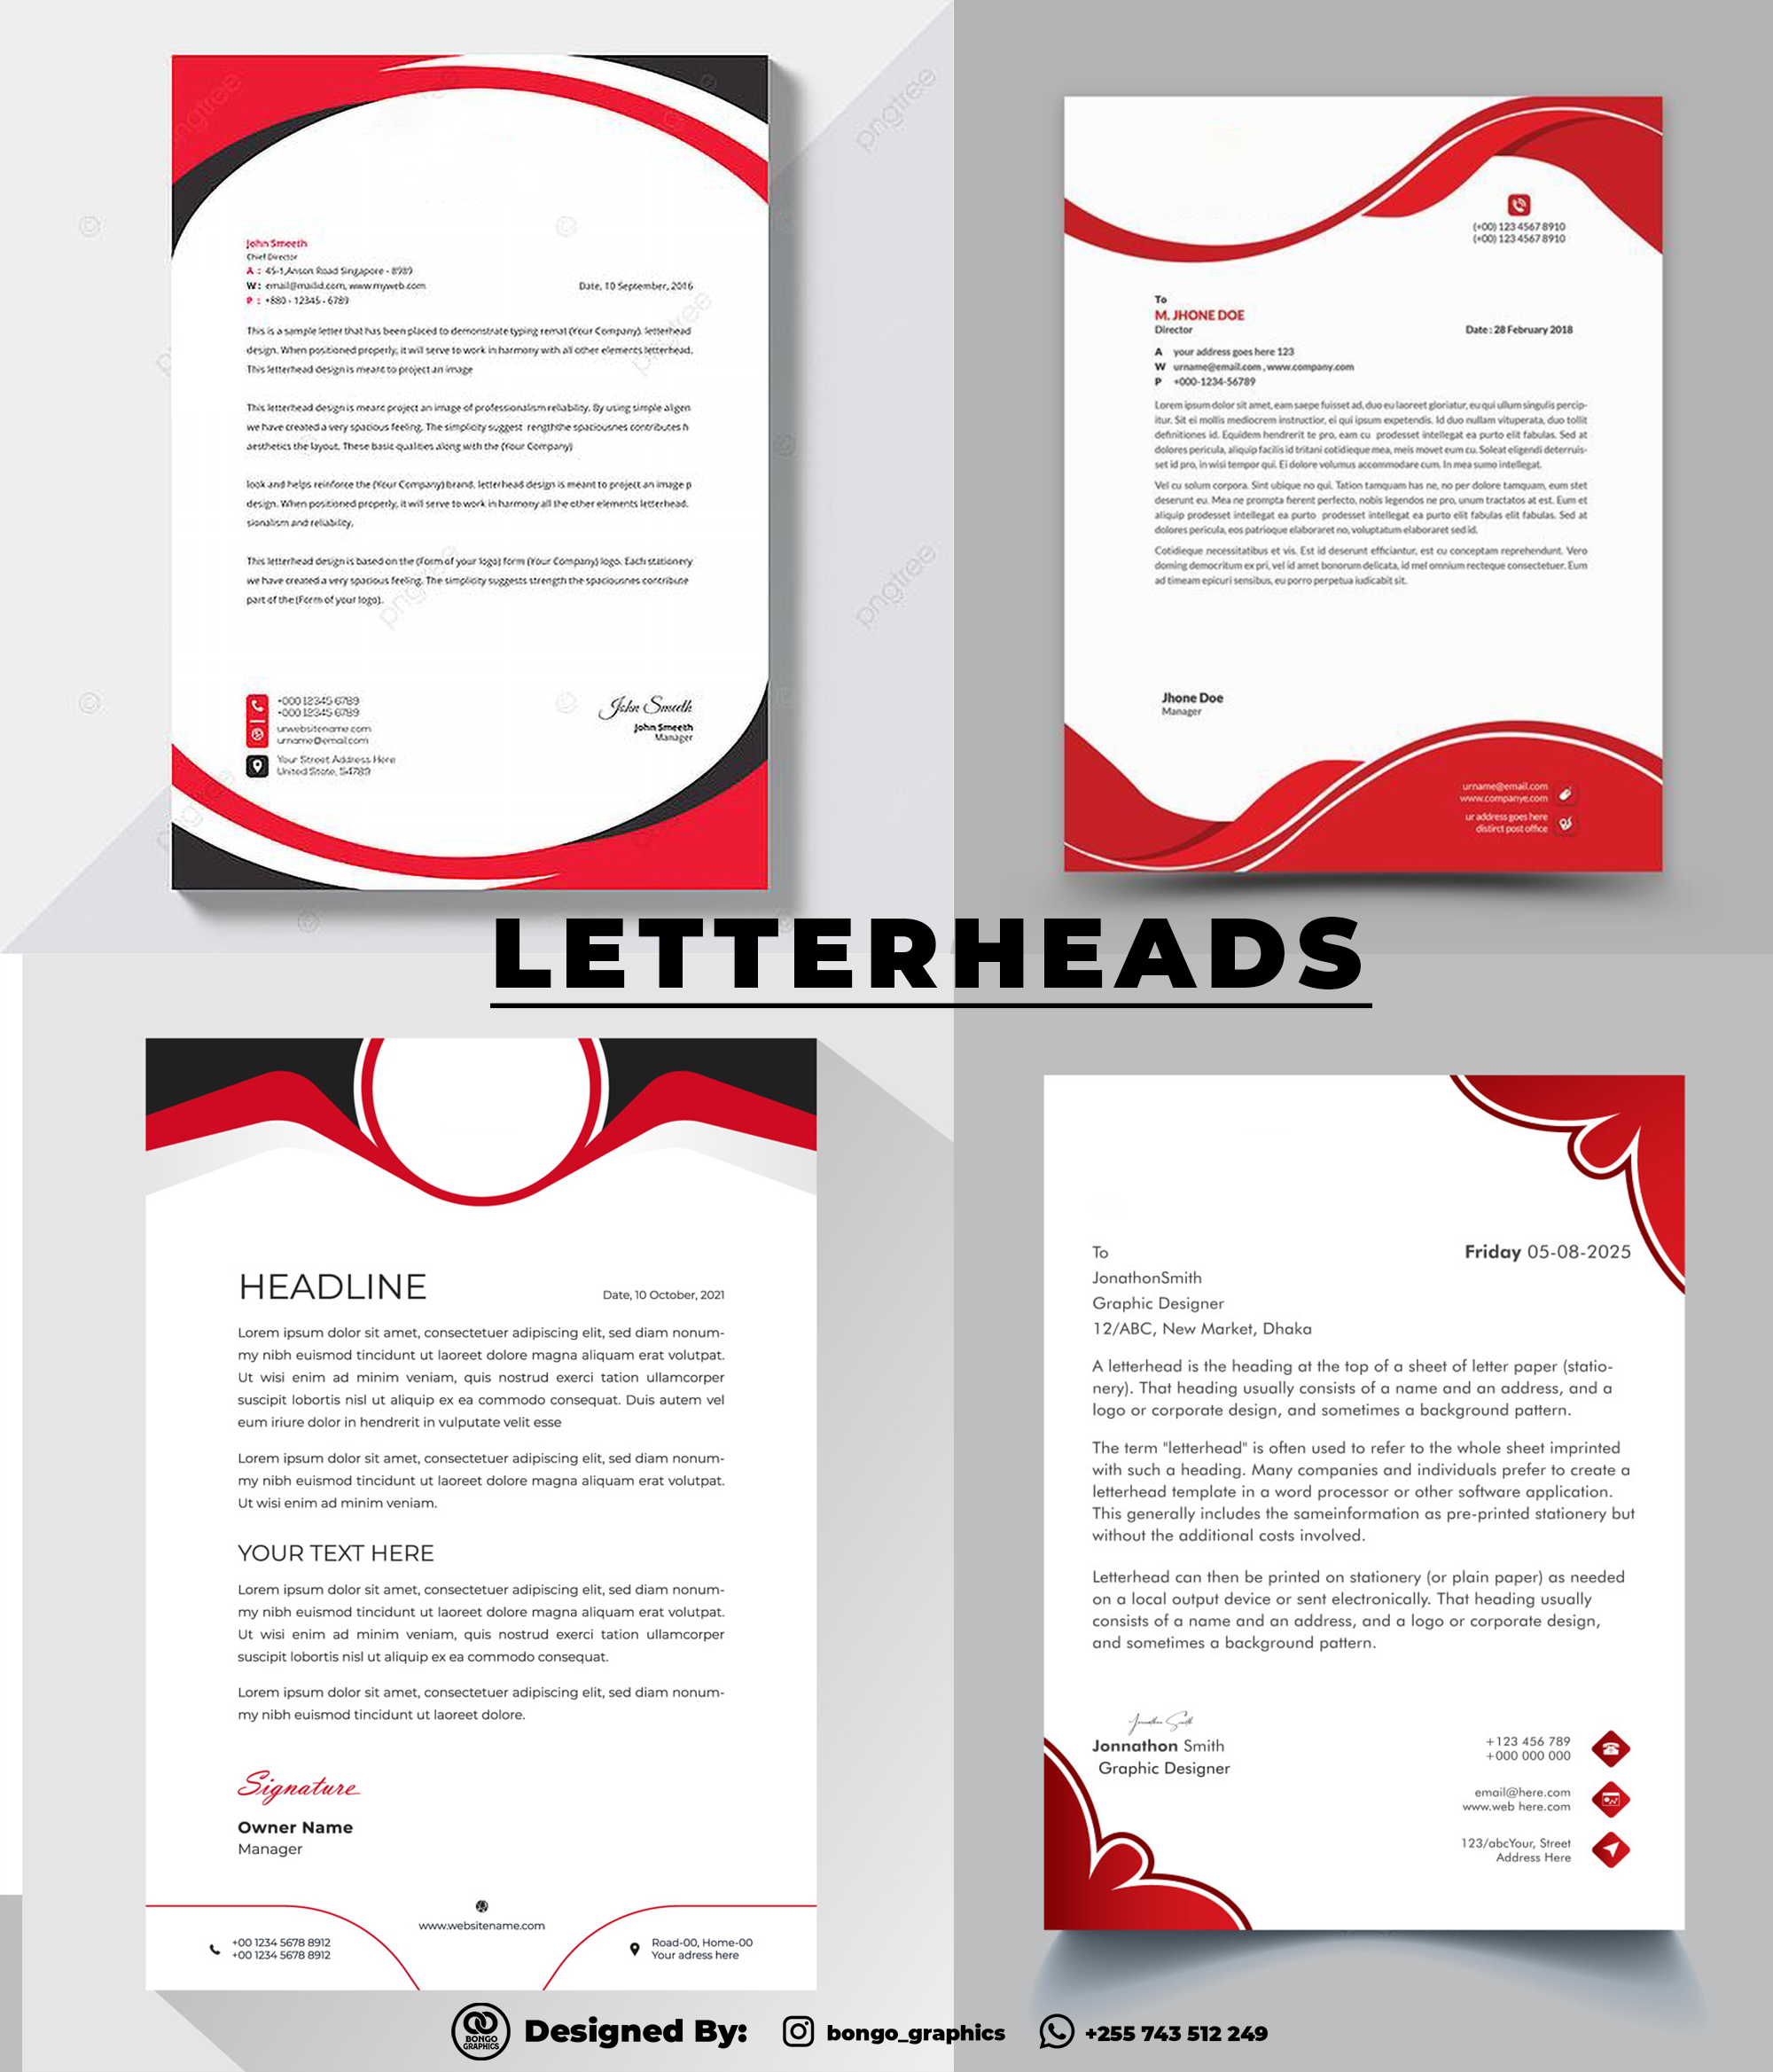 John Smeeth
Chief Director
A : 45-1,Anson Road Singapore - 8989
W : email@mailid.com, www.myweb.com
P : +880 - 12345 - 6789
Date, 10 September, 2016
This is a sample letter that has been placed to demonstrate typing remat (Your Company). letterhead
design. When positioned properly, it will serve to work in harmony with all other elements letterhead.
This letterhead design is meant to project an image
This letterhead design is meant project an image of professionalism reliability. By using simple aligen
we have created a very spacious feeling. The simplicity suggest rengththe spaciousnes contributes h
aesthetics the layout. These basic qualities along with the (Your Company)
look and helps reinforce the (Your Company) brand, letterhead design is meant to project an image p
design. When positioned properly, it will serve to work in harmony all the other elements letterhead.
sionalism and reliability.
This letterhead design is based on the (Form of your logo) form (Your Company) logo. Each stationery
we have created a very spacious feeling. The simplicity suggests strength the spaciousnes contribute
part of the (Form of your logo).
+000 12345 6789
+000 12345 6789
urwebsitename.com
urname@email.com
Your Street Address Here
United State, 54789
John Smeeth
John Smeeth
Manager
pngtree
(+00) 123 4567 8910
(+00) 123 4567 8910
To
M. JHONE DOE
Director
Date : 28 February 2018
A your address goes here 123
W urname@email.com , www.company.com
P +000-1234-56789
Lorem ipsum dolor sit amet, eam saepe fuisset ad, duo eu laoreet gloriatur, eu qui ullum singulis percip-
itur. Sit ei mollis mediocrem instructior, ei qui ipsum expetendis. Id duo nullam vituperata, duo tollit
definitiones id. Equidem hendrerit te pro, eam cu prodesset intellegat ea purto elit fabulas. Sed at
dolores pericula, aliquip facilis id tritani cotidieque mea, meis movet eum cu. Soleat eligendi deterruis-
set id pro, in wisi tempor qui. Ei dolore volumus accommodare cum. In mea sumo intellegat.
Vel cu solum corpora. Sint ubique no qui. Tation tamquam has ne, no per dolore tamquam, eum stet
deserunt eu. Mea ne prompta fierent perfecto, nobis legendos ne pro, unum tractatos at est. Eum et
aliquip prodesset intellegat ea purto prodesset intellegat ea purto elit fabulas elit fabulas. Sed at
dolores pericula, eos patrioque elaboraret no, voluptatum elaboraret sed id.
Cotidieque necessitatibus et vis. Est id deserunt efficiantur, est cu conceptam reprehendunt. Vero
doming democritum ex pri, vel id amet bonorum delicata, id mel omnium recteque consectetuer. Eum
ad timeam epicuri sensibus, eu porro perpetua iudicabit sit.
Jhone Doe
Manager
urname@email.com
www.companye.com
ur address goes here
distirct post office
LETTERHEADS
HEADLINE
Date, 10 October, 2021
Lorem ipsum dolor sit amet, consectetuer adipiscing elit, sed diam nonum-
my nibh euismod tincidunt ut laoreet dolore magna aliquam erat volutpat.
Ut wisi enim ad minim veniam, quis nostrud exerci tation ullamcorper
suscipit lobortis nisl ut aliquip ex ea commodo consequat. Duis autem vel
eum iriure dolor in hendrerit in vulputate velit esse
Lorem ipsum dolor sit amet, consectetuer adipiscing elit, sed diam nonum-
my nibh euismod tincidunt ut laoreet dolore magna aliquam erat volutpat.
Ut wisi enim ad minim veniam.
YOUR TEXT HERE
Lorem ipsum dolor sit amet, consectetuer adipiscing elit, sed diam nonum-
my nibh euismod tincidunt ut laoreet dolore magna aliquam erat volutpat.
Ut wisi enim ad minim veniam, quis nostrud exerci tation ullamcorper
suscipit lobortis nisl ut aliquip ex ea commodo consequat.
Lorem ipsum dolor sit amet, consectetuer adipiscing elit, sed diam nonum-
my nibh euismod tincidunt ut laoreet dolore.
Signature
Owner Name
Manager
+00 1234 5678 8912
+00 1234 5678 8912
www.websitename.com
Road-00, Home-00
Your adress here
To
Friday 05-08-2025
JonathonSmith
Graphic Designer
12/ABC, New Market, Dhaka
A letterhead is the heading at the top of a sheet of letter paper (statio-
nery). That heading usually consists of a name and an address, and a
logo or corporate design, and sometimes a background pattern.
The term "letterhead" is often used to refer to the whole sheet imprinted
with such a heading. Many companies and individuals prefer to create a
letterhead template in a word processor or other software application.
This generally includes the sameinformation as pre-printed stationery but
without the additional costs involved.
Letterhead can then be printed on stationery (or plain paper) as needed
on a local output device or sent electronically. That heading usually
consists of a name and an address, and a logo or corporate design,
and sometimes a background pattern.
Jonnathon Smith
Jonnathon Smith
Graphic Designer
+123 456 789
+000 000 000
email@here.com
www.web here.com
123/abcYour, Street
Address Here
BONGO
GRAPHICS
Designed By:
bongo_graphics
+255 743 512 249